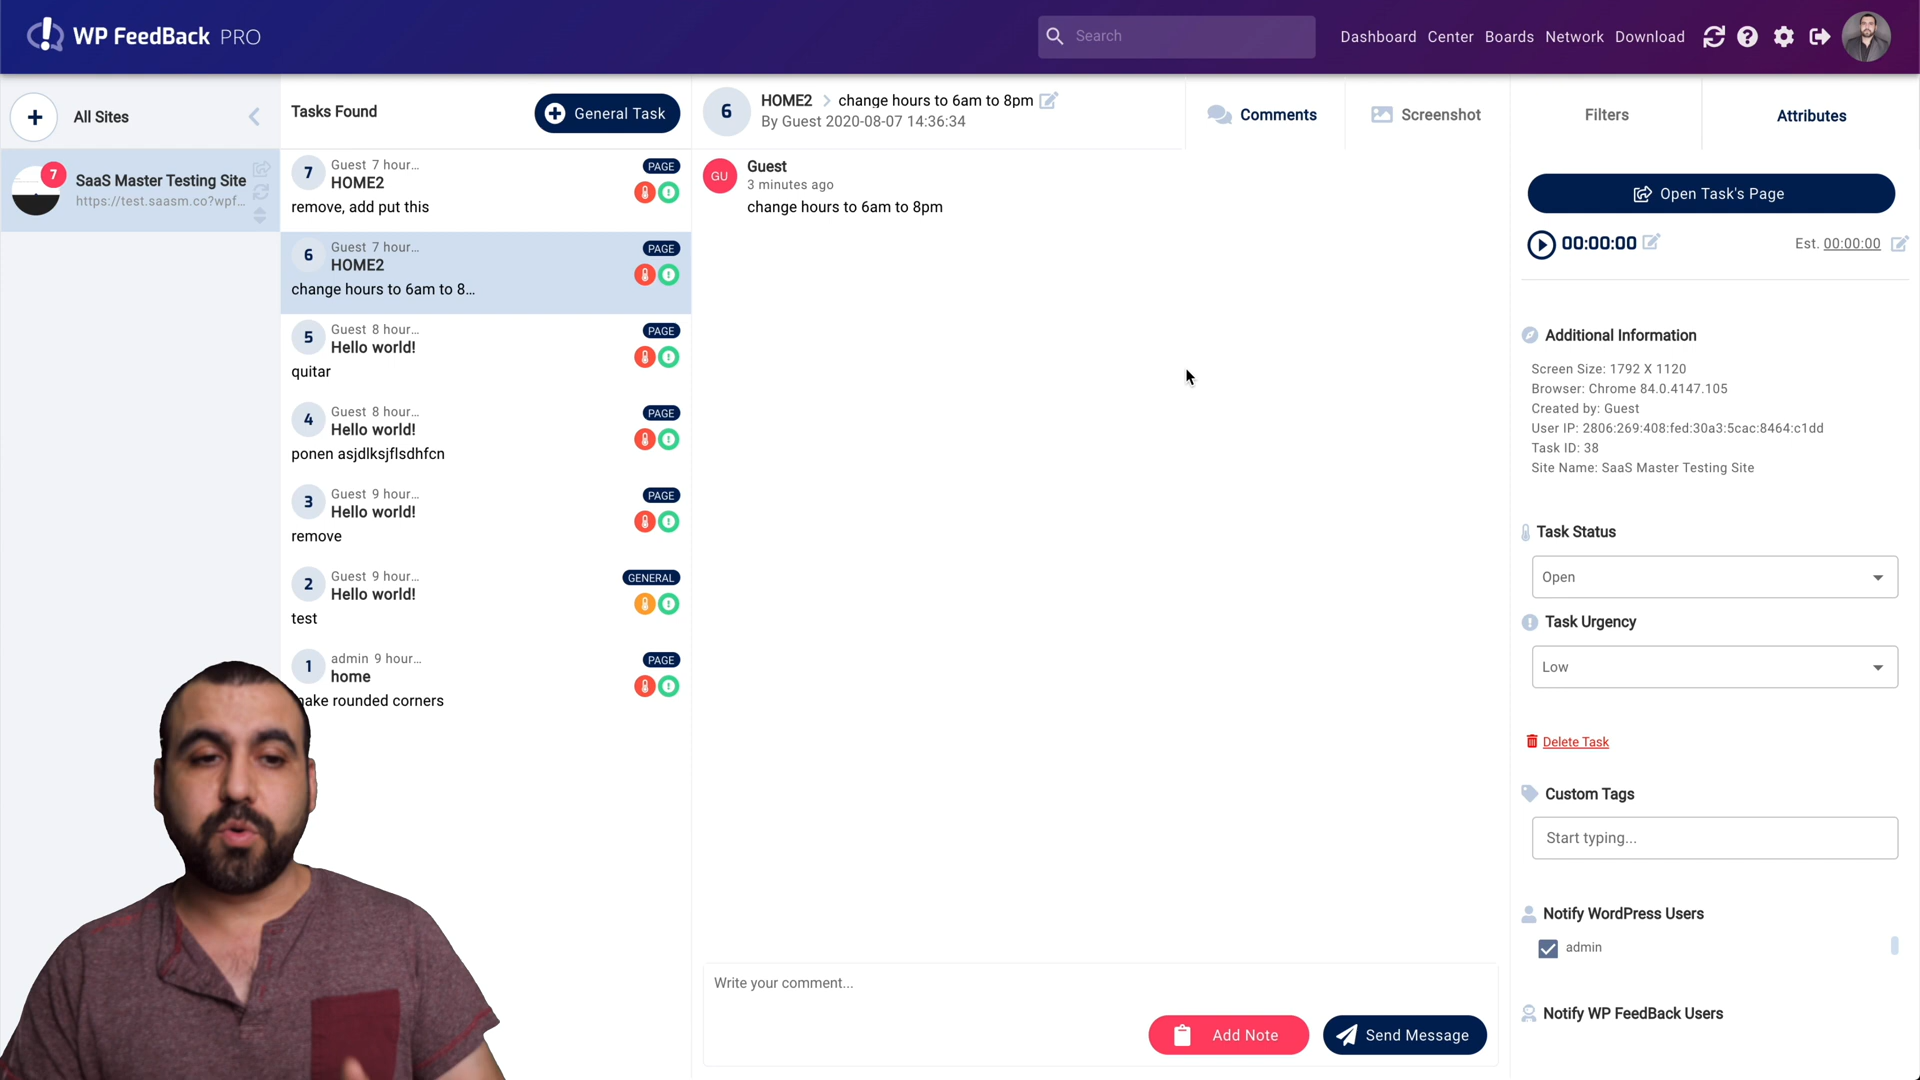 WP FeedBack PRO
Search
Dashboard Center Boards Network Download
All Sites
7
SaaS Master Testing Site
https://test.saasm.co?wpf...
Tasks Found
General Task
7
Guest 7 hour...
HOME2
PAGE
remove, add put this
6
Guest 7 hour...
HOME2
PAGE
change hours to 6am to 8...
5
Guest 8 hour...
Hello world!
PAGE
quitar
4
Guest 8 hour...
Hello world!
PAGE
ponen asjdlksjflsdhfcn
3
Guest 9 hour...
Hello world!
PAGE
remove
2
Guest 9 hour...
Hello world!
GENERAL
test
1
admin 9 hour...
home
PAGE
ake rounded corners
6
HOME2 > change hours to 6am to 8pm
By Guest 2020-08-07 14:36:34
Comments
Screenshot
GU
Guest
3 minutes ago
change hours to 6am to 8pm
Write your comment...
Add Note
Send Message
Filters
Attributes
Open Task's Page
00:00:00
Est. 00:00:00
Additional Information
Screen Size: 1792 X 1120
Browser: Chrome 84.0.4147.105
Created by: Guest
User IP: 2806:269:408:fed:30a3:5cac:8464:c1dd
Task ID: 38
Site Name: SaaS Master Testing Site
Task Status
Open
Task Urgency
Low
Delete Task
Custom Tags
Start typing...
Notify WordPress Users
admin
Notify WP FeedBack Users